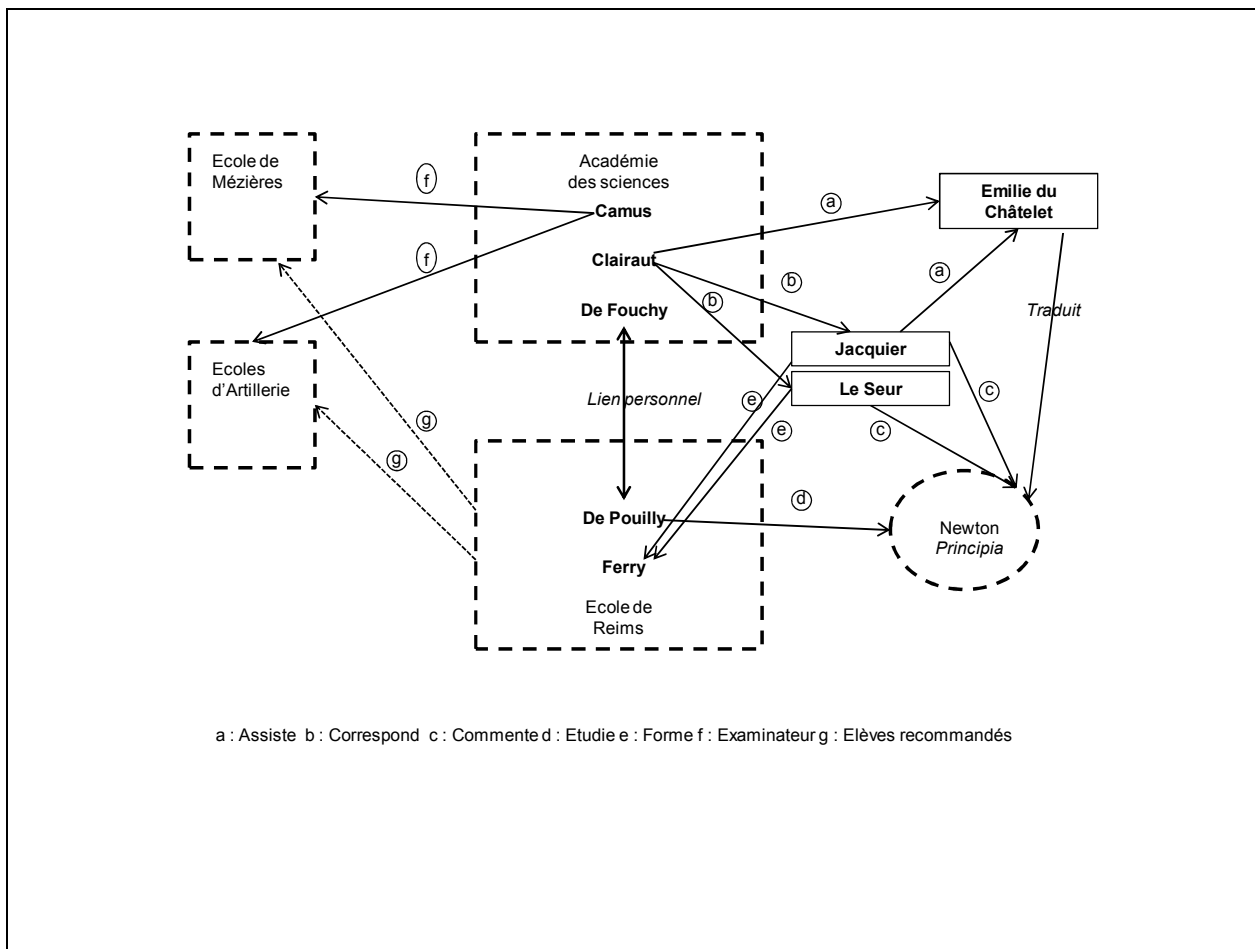 Ecole de
Mézières
f
Académie
des sciences
Camus
a
Emilie du
Châtelet
f
Clairaut
b
b
a
De Fouchy
Traduit
Jacquier
Ecoles
d'Artillerie
Le Seur
Lien personnel
e
c
e
c
g
g
De Pouilly
d
Newton
Principia
Ferry
Ecole de
Reims
a : Assiste b : Correspond c : Commente d : Etudie e : Forme f : Examinateur g : Elèves recommandés